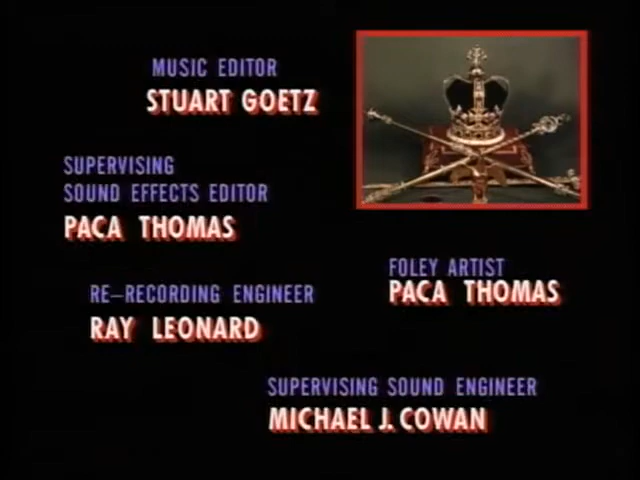 MUSIC EDITOR
STUART GOETZ
SUPERVISING
SOUND EFFECTS EDITOR
PACA THOMAS
FOLEY ARTIST
PACA THOMAS
RE-RECORDING ENGINEER
RAY LEONARD
SUPERVISING SOUND ENGINEER
MICHAEL J. COWAN